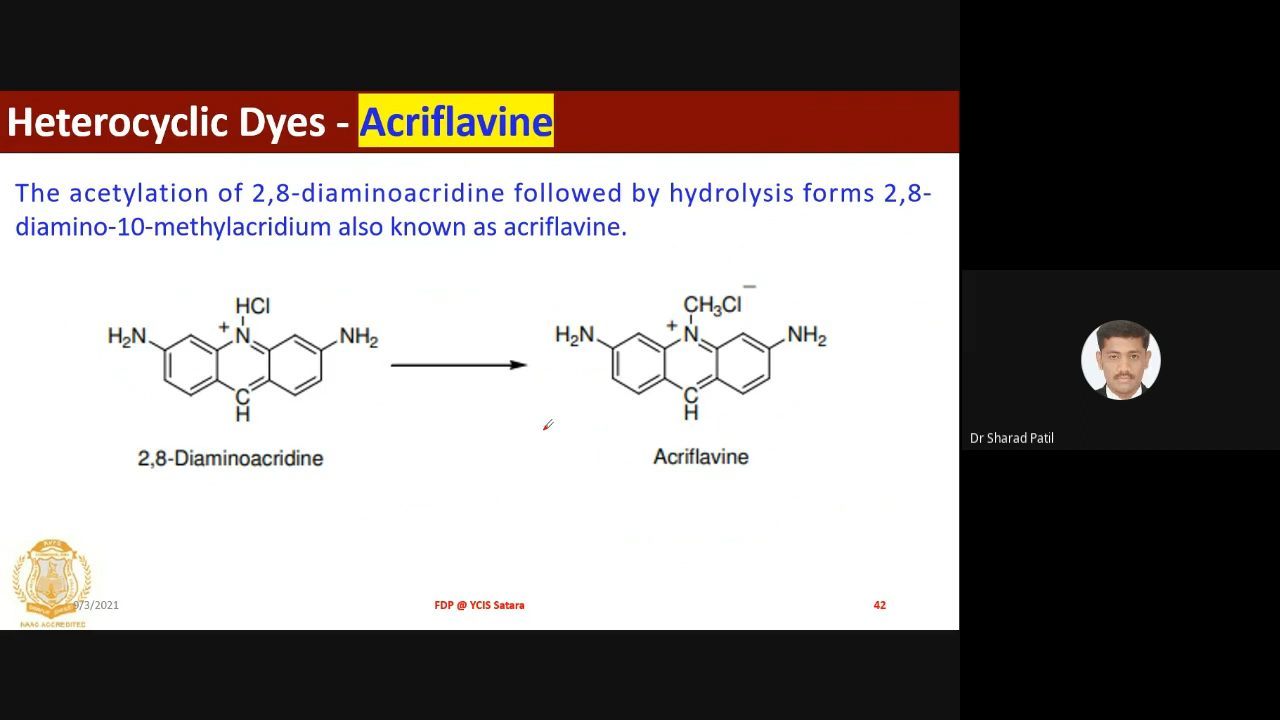 Heterocyclic Dyes - Acriflavine
The acetylation of 2,8-diaminoacridine followed by hydrolysis forms 2,8-
diamino-10-methylacridium also known as acriflavine.
HCl
H₂N
+
N
NH₂
C
H
2,8-Diaminoacridine
CH₃Cl⁻
H₂N
+
N
NH₂
C
H
Acriflavine
NAAC ACCREDITED
9/3/2021
FDP @ YCIS Satara
42
Dr Sharad Patil